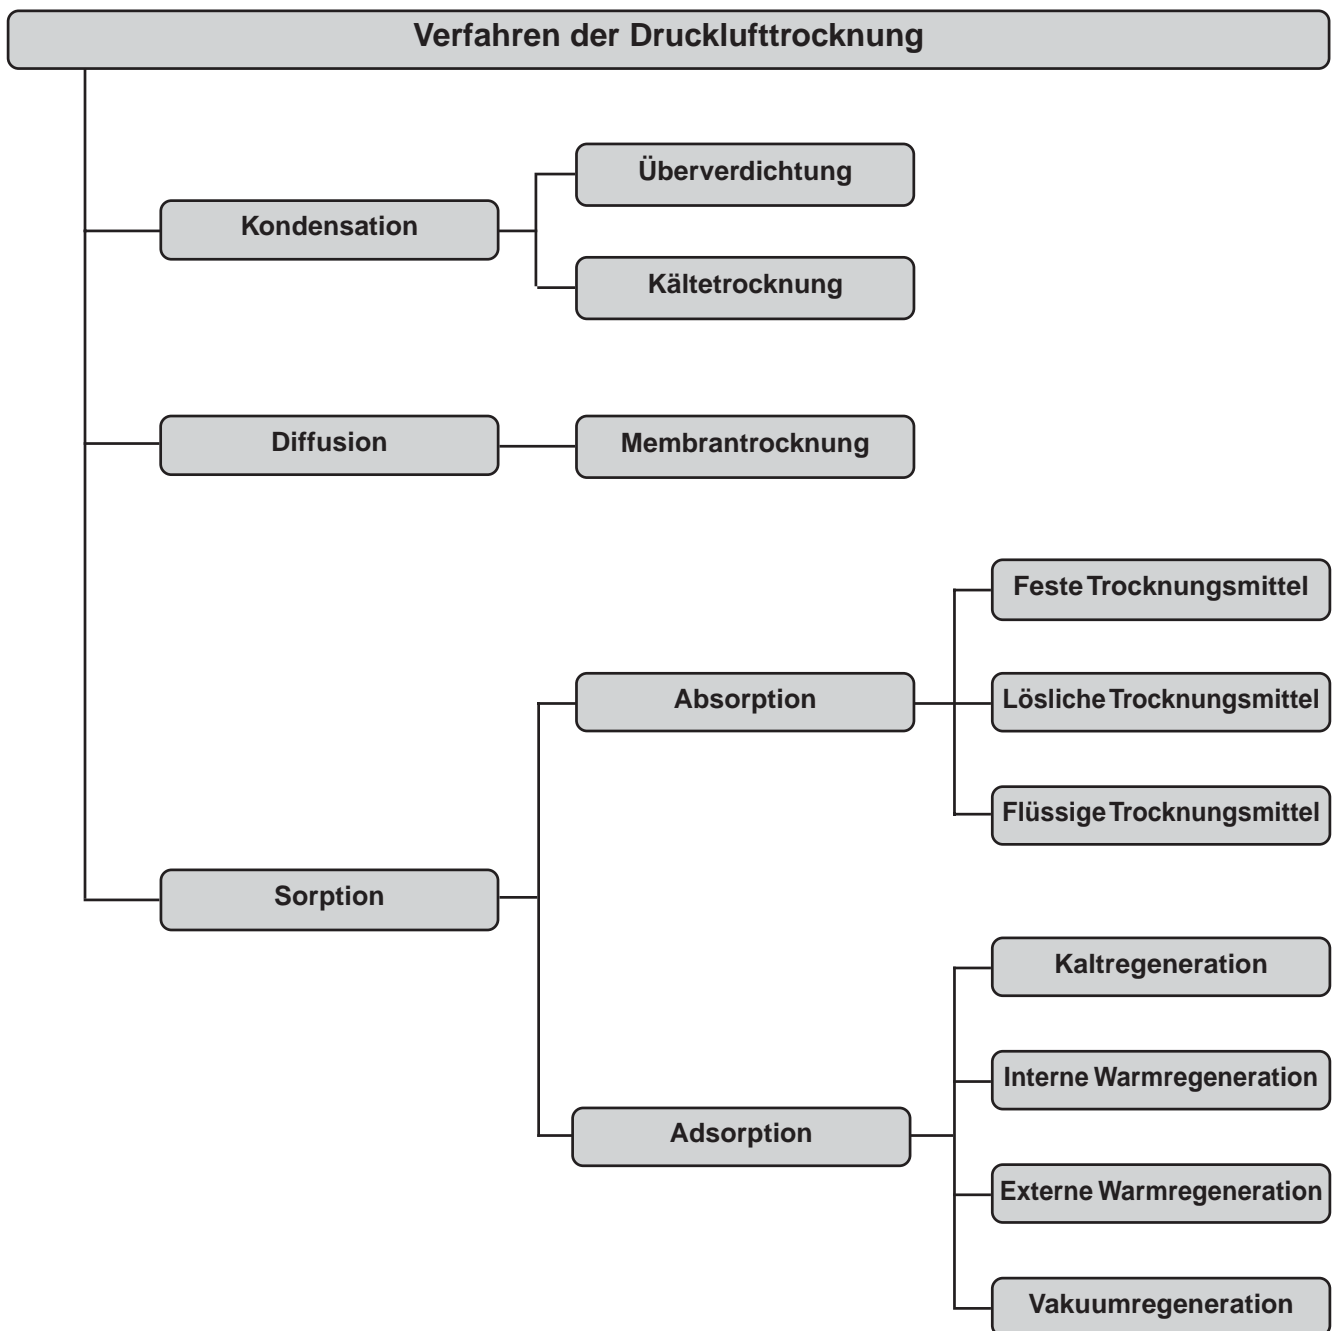 Verfahren der Drucklufttrocknung
Überverdichtung
Kondensation
Kältetrocknung
Diffusion
Membrantrocknung
Feste Trocknungsmittel
Absorption
Lösliche Trocknungsmittel
Flüssige Trocknungsmittel
Sorption
Kaltregeneration
Interne Warmregeneration
Adsorption
Externe Warmregeneration
Vakuumregeneration